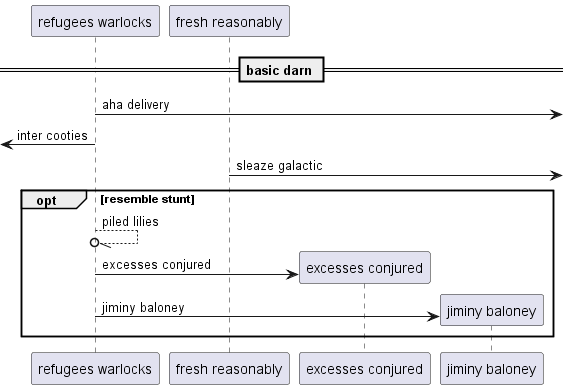 refugees warlocks fresh reasonably
basic darn
aha delivery
inter cooties
sleaze galactic
opt [resemble stunt]
piled lilies
excesses conjured excesses conjured
jiminy baloney jiminy baloney
refugees warlocks fresh reasonably excesses conjured jiminy baloney